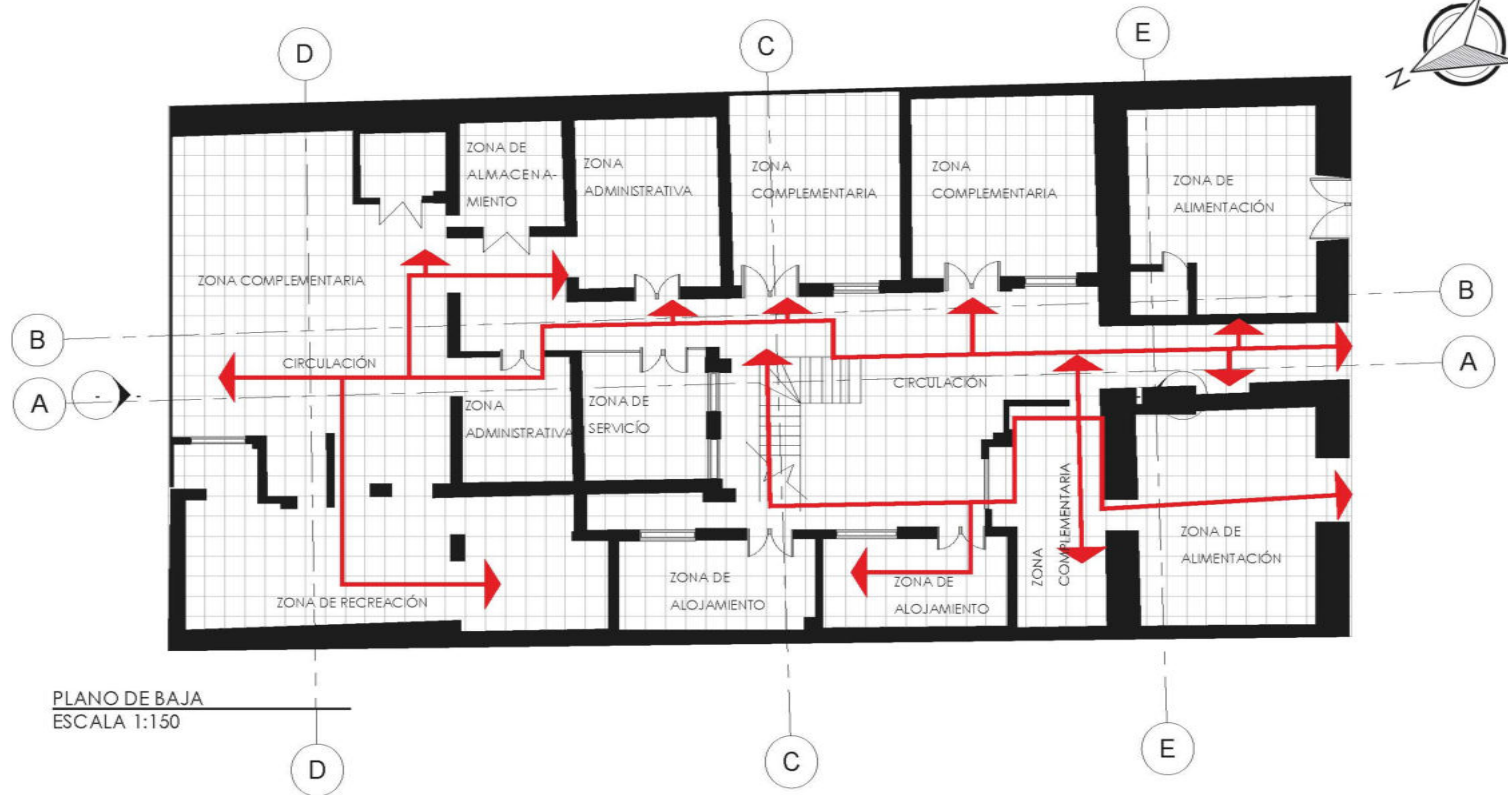 D
C
E
N
ZONA DE
ALMACENA-
MIENTO
ZONA
ADMINISTRATIVA
ZONA
COMPLEMENTARIA
ZONA
COMPLEMENTARIA
ZONA DE
ALIMENTACIÓN
ZONA COMPLEMENTARIA
B
B
CIRCULACIÓN
CIRCULACIÓN
A
A
ZONA
ADMINISTRATIVA
ZONA DE
SERVICÍO
ZONA
COMPLEMENTARIA
ZONA DE
ALIMENTACIÓN
ZONA DE RECREACIÓN
ZONA DE
ALOJAMIENTO
ZONA DE
ALOJAMIENTO
PLANO DE BAJA
ESCALA 1:150
D
C
E